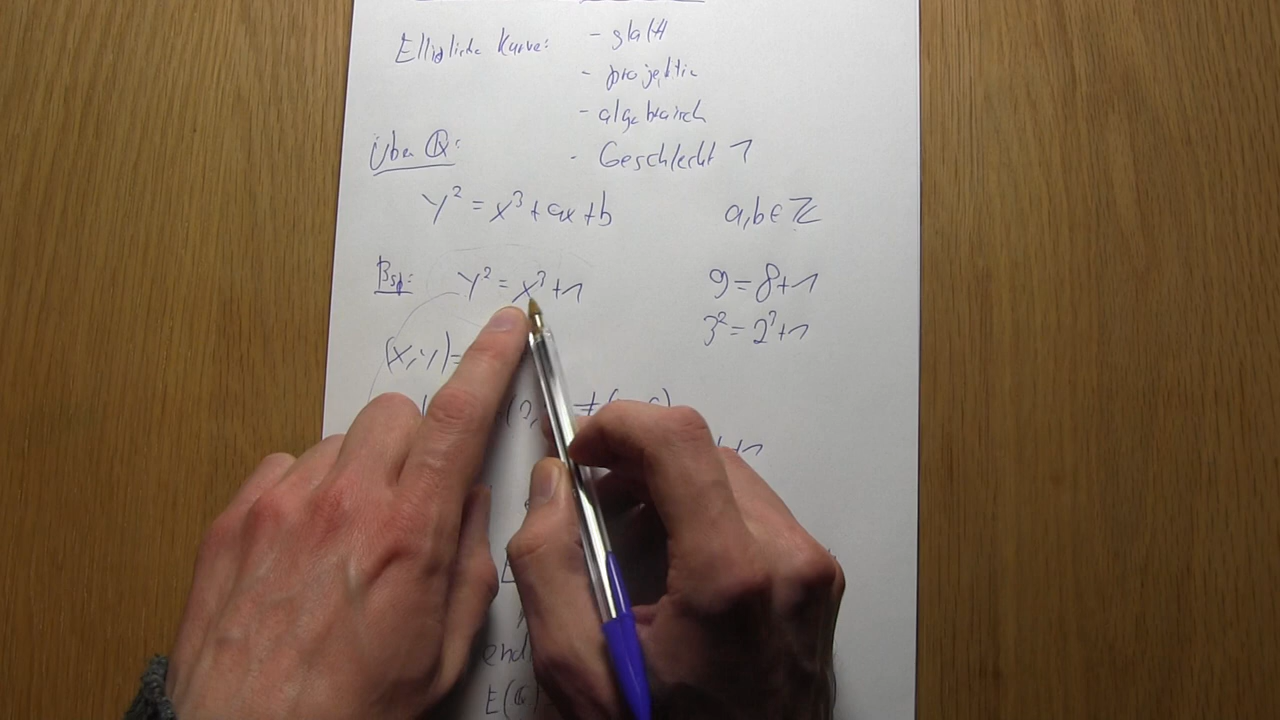 Elliptische Kurve: - glatt
- projektiv
- algebraisch
Über ℚ: - Geschlecht 1
Y² = x³ + ax + b a, b ∈ ℤ
Bsp: Y² = x³ + 1 9 = 8 + 1
3² = 2³ + 1
(x, y) =
E(ℚ